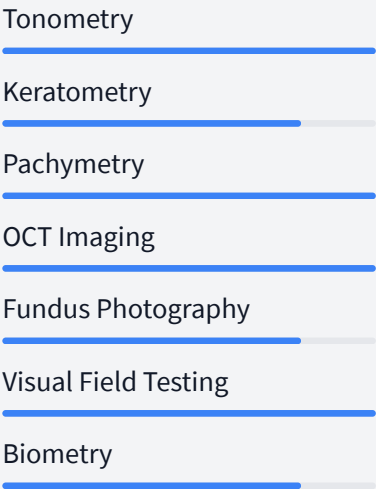 Tonometry
Keratometry
Pachymetry
OCT Imaging
Fundus Photography
Visual Field Testing
Biometry